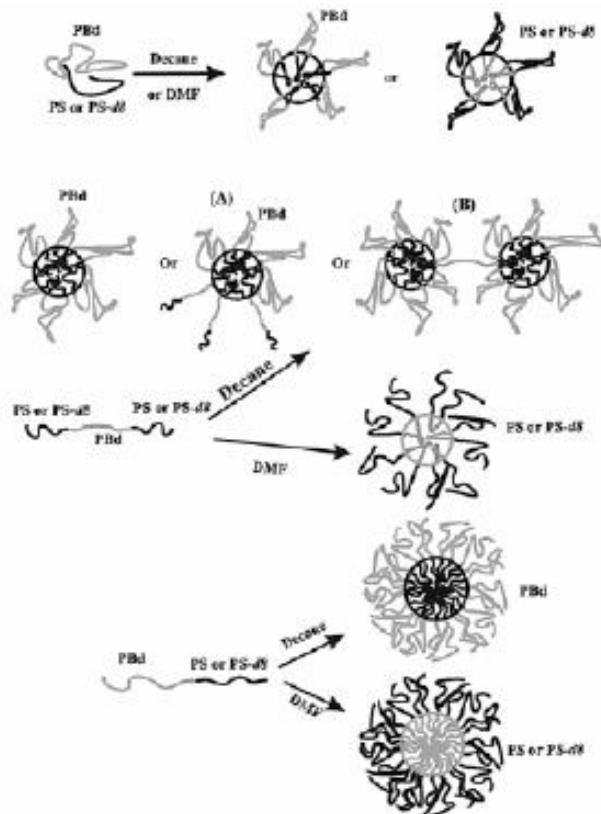 PBd
PS or PS-d8
Decane
or DMF
PBd
or
PS or PS-d8
PBd
(A)
Or
PBd
(B)
Or
PS or PS-d8
PBd
PS or PS-d8
Decane
DMF
PS or PS-d8
PBd
PBd
PS or PS-d8
Decane
DMF
PS or PS-d8